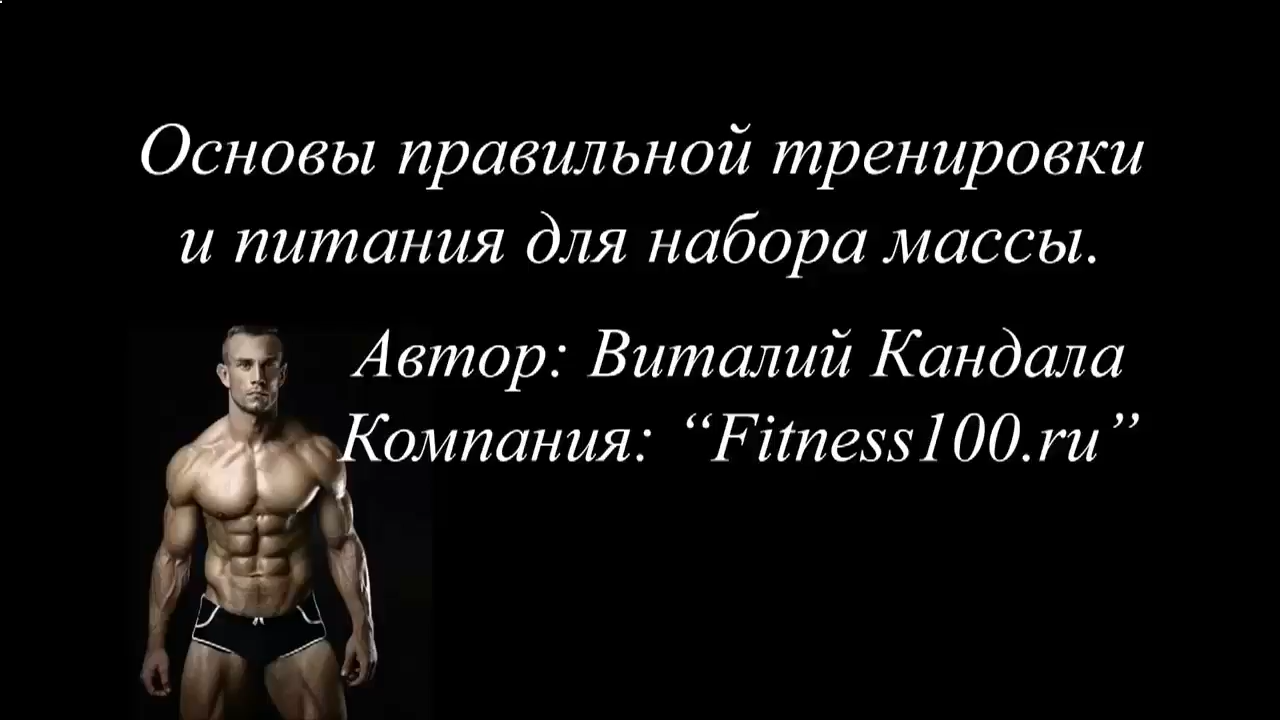 Основы правильной тренировки
и питания для набора массы.
Автор: Виталий Кандала
Компания: “Fitness100.ru”